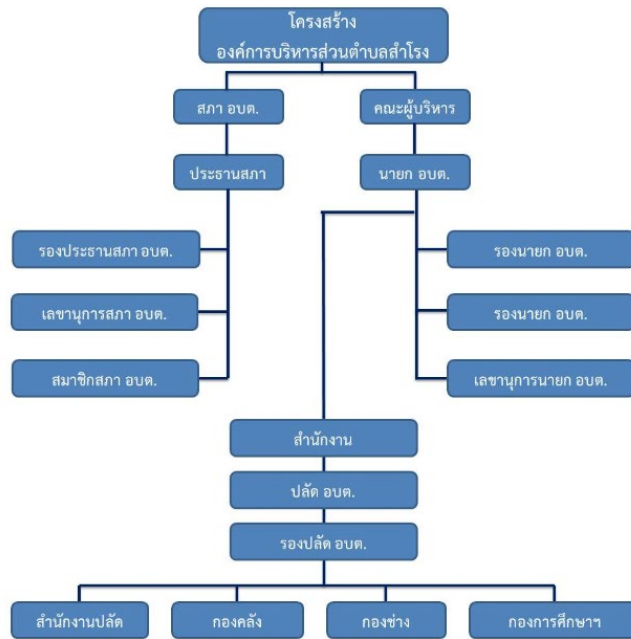 โครงสร้าง
องค์การบริหารส่วนตำบลสำโรง
สภา อบต.
คณะผู้บริหาร
ประธานสภา
นายก อบต.
รองประธานสภา อบต.
รองนายก อบต.
เลขานุการสภา อบต.
รองนายก อบต.
สมาชิกสภา อบต.
เลขานุการนายก อบต.
สำนักงาน
ปลัด อบต.
รองปลัด อบต.
สำนักงานปลัด
กองคลัง
กองช่าง
กองการศึกษาฯ